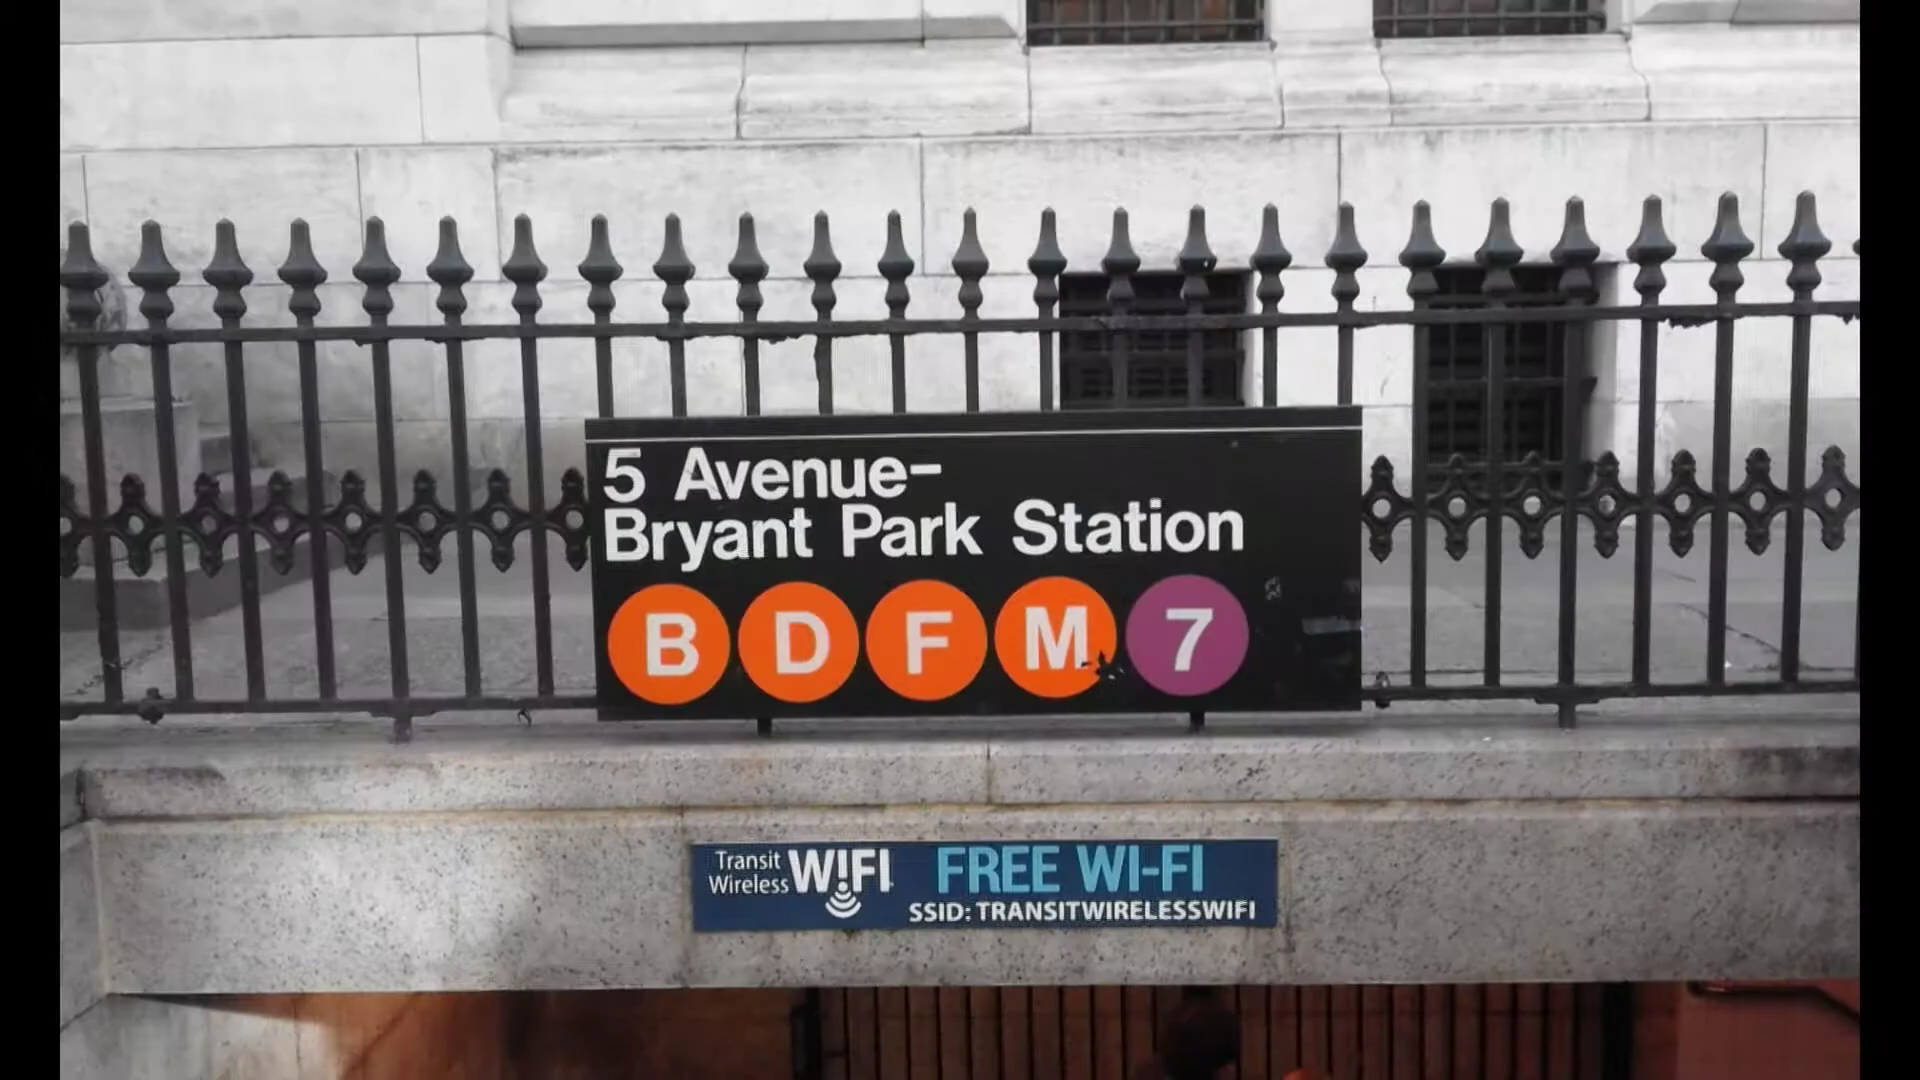 5 Avenue-
Bryant Park Station
B D F M 7
Transit
Wireless
WIFI
FREE WI-FI
SSID: TRANSITWIRELESSWIFI